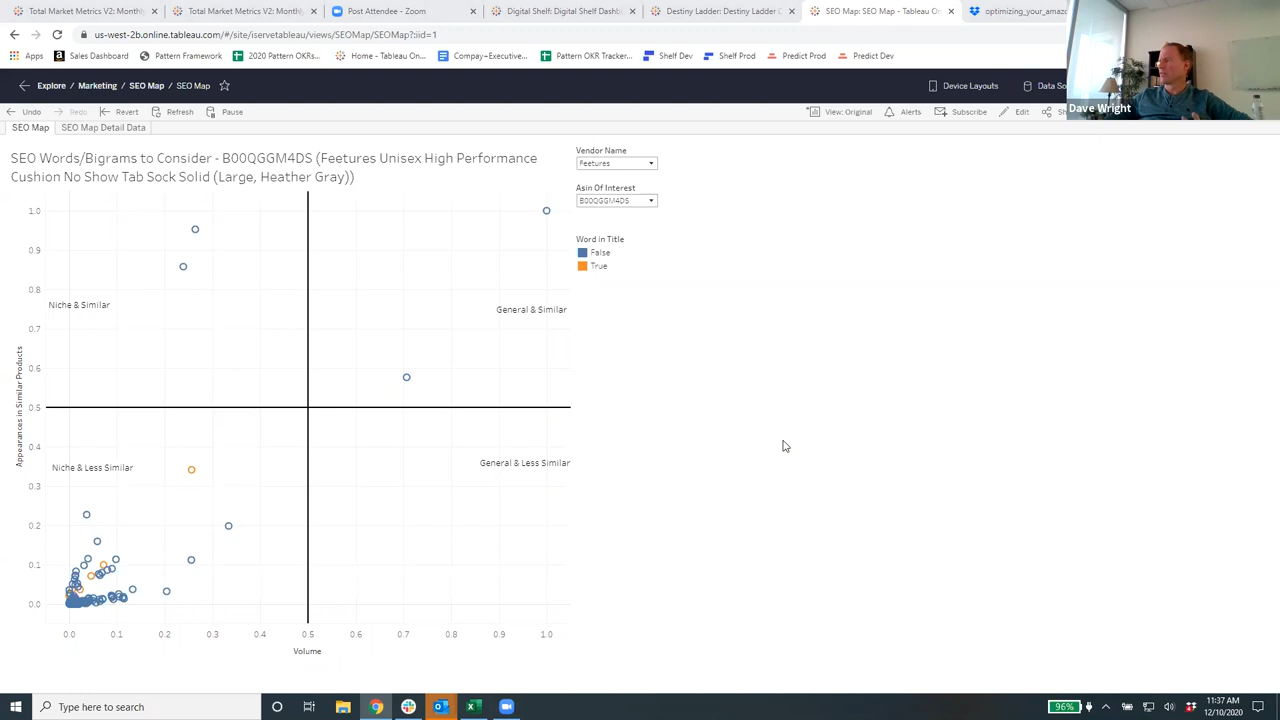 Total Market Metrics V2: Monthly
Total Market Metrics V2: Monthly
Post Attendee - Zoom
Digital Shelf: Digital Shelf Dashb
Destiny Ladder: Destiny Ladder D
SEO Map: SEO Map - Tableau On
optimizing_your_amazo
us-west-2b.online.tableau.com/#/site/iservetableau/views/SEOMap/SEOMap?:iid=1
Apps
Sales Dashboard
Pattern Framework
2020 Pattern OKRs...
Home - Tableau On...
Compay+Executive...
Pattern OKR Tracker...
Shelf Dev
Shelf Prod
Predict Prod
Predict Dev
Explore / Marketing / SEO Map / SEO Map
Device Layouts
Data So
Dave Wright
Undo
Redo
Revert
Refresh
Pause
View: Original
Alerts
Subscribe
Edit
Sh
SEO Map
SEO Map Detail Data
SEO Words/Bigrams to Consider - B00QGGM4DS (Feetures Unisex High Performance
Cushion No Show Tab Sock Solid (Large, Heather Gray))
Vendor Name
Feetures
Asin Of Interest
B00QGGM4DS
Word in Title
False
True
1.0
0.9
0.8
0.7
0.6
0.5
0.4
0.3
0.2
0.1
0.0
Appearances in Similar Products
Niche & Similar
General & Similar
Niche & Less Similar
General & Less Similar
0.0 0.1 0.2 0.3 0.4 0.5 0.6 0.7 0.8 0.9 1.0
Volume
Type here to search
96%
11:37 AM
12/10/2020